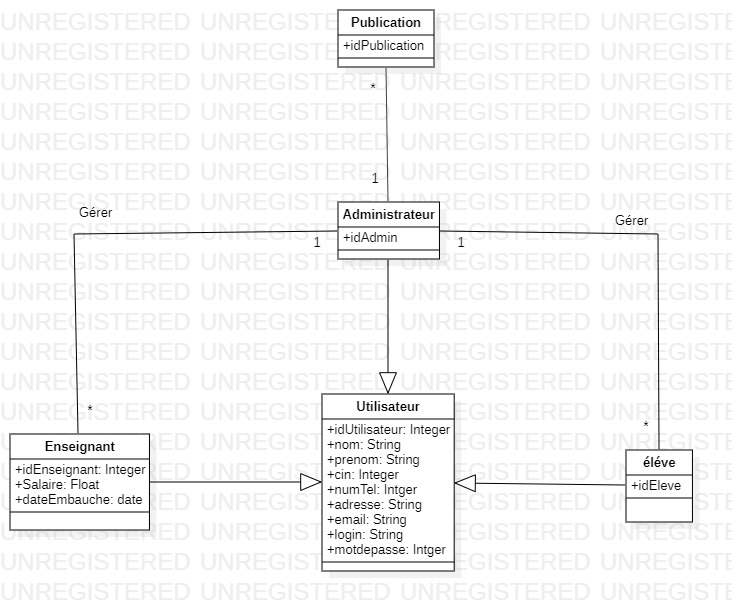 UNREGISTERED UNREGISTERED UNREGISTERED UNREGISTERED
Publication
+idPublication
*
1
Gérer
Administrateur
Gérer
+idAdmin
1
1
*
Utilisateur
+idUtilisateur: Integer
+nom: String
+prenom: String
+cin: Integer
+numTel: Intger
+adresse: String
+email: String
+login: String
+motdepasse: Intger
*
Enseignant
+idEnseignant: Integer
+Salaire: Float
+dateEmbauche: date
éléve
+idEleve